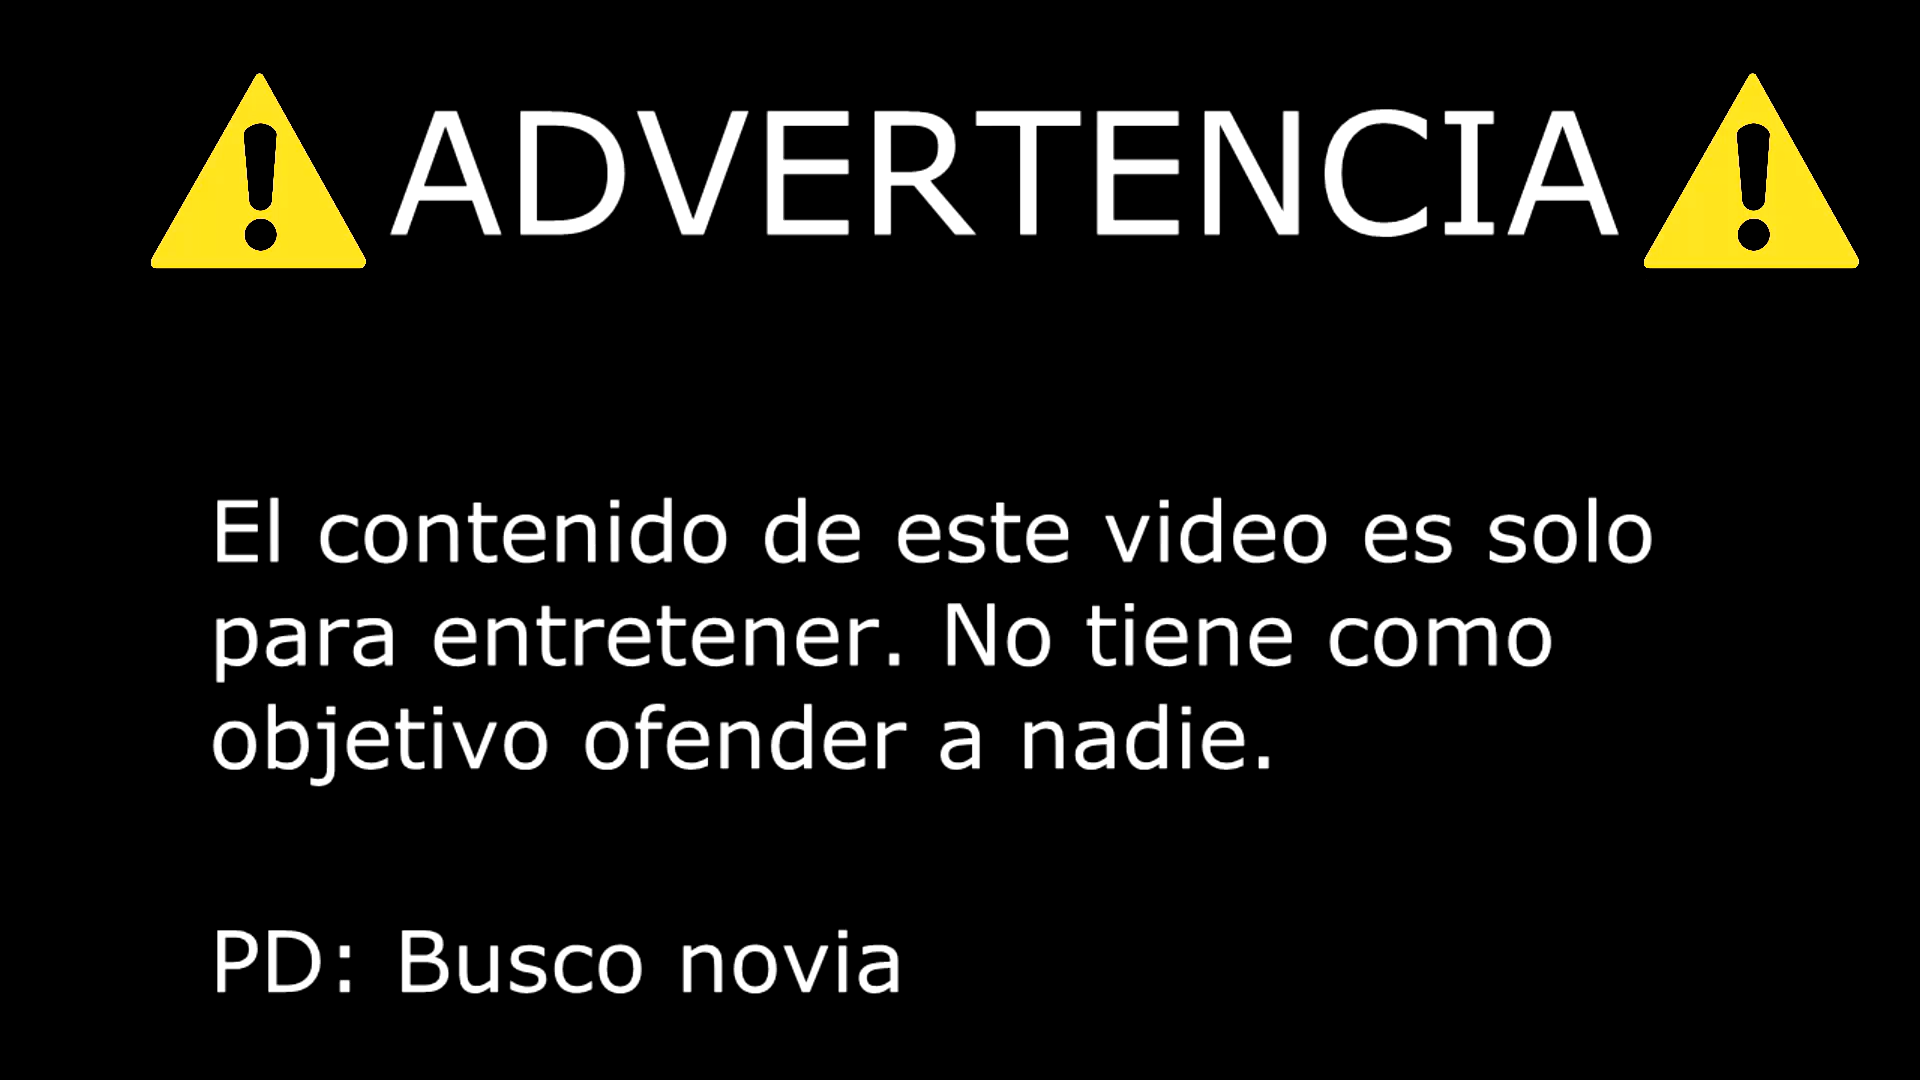 ADVERTENCIA
El contenido de este video es solo
para entretener. No tiene como
objetivo ofender a nadie.
PD: Busco novia